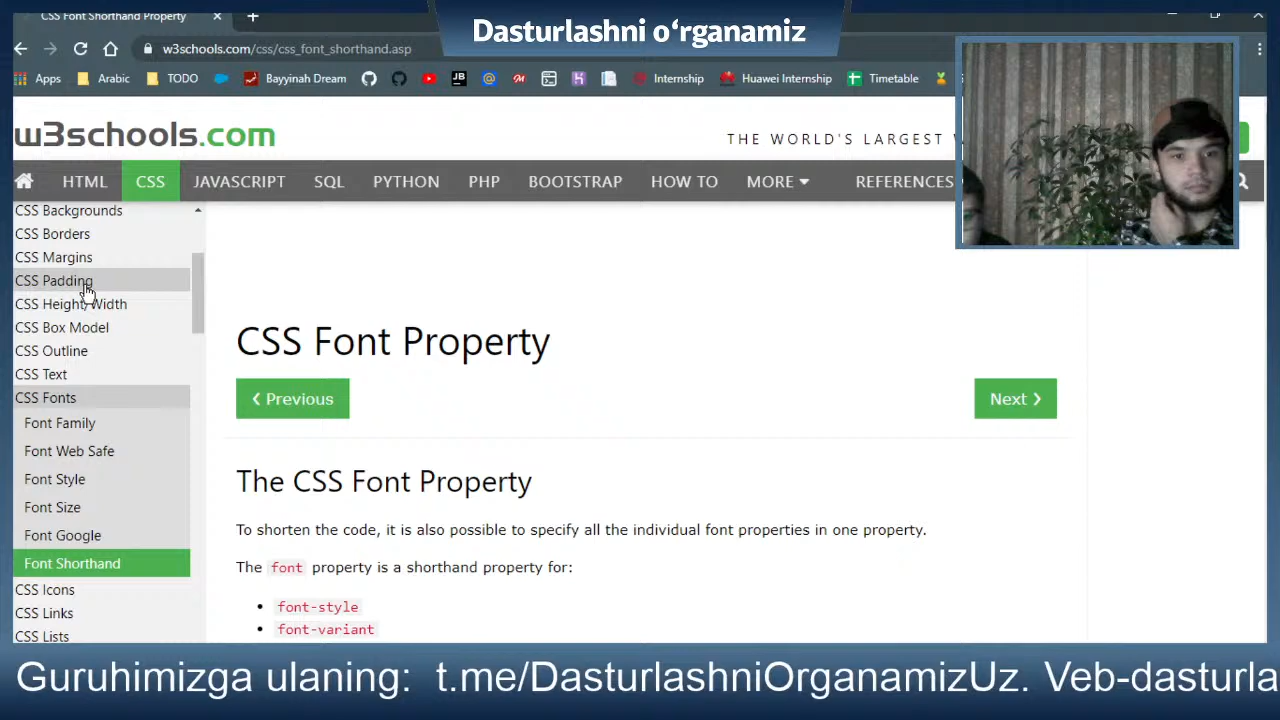 CSS Font Shorthand Property
Dasturlashni o‘rganamiz
w3schools.com/css/css_font_shorthand.asp
Apps Arabic TODO Bayyinah Dream Internship Huawei Internship Timetable
w3schools.com
THE WORLD'S LARGEST
HTML CSS JAVASCRIPT SQL PYTHON PHP BOOTSTRAP HOW TO MORE REFERENCES
CSS Backgrounds
CSS Borders
CSS Margins
CSS Padding
CSS Height/Width
CSS Box Model
CSS Outline
CSS Text
CSS Fonts
Font Family
Font Web Safe
Font Style
Font Size
Font Google
Font Shorthand
CSS Icons
CSS Links
CSS Lists
CSS Font Property
❮ Previous
Next ❯
The CSS Font Property
To shorten the code, it is also possible to specify all the individual font properties in one property.
The font property is a shorthand property for:
• font-style
• font-variant
Guruhimizga ulaning: t.me/DasturlashniOrganamizUz. Veb-dasturla